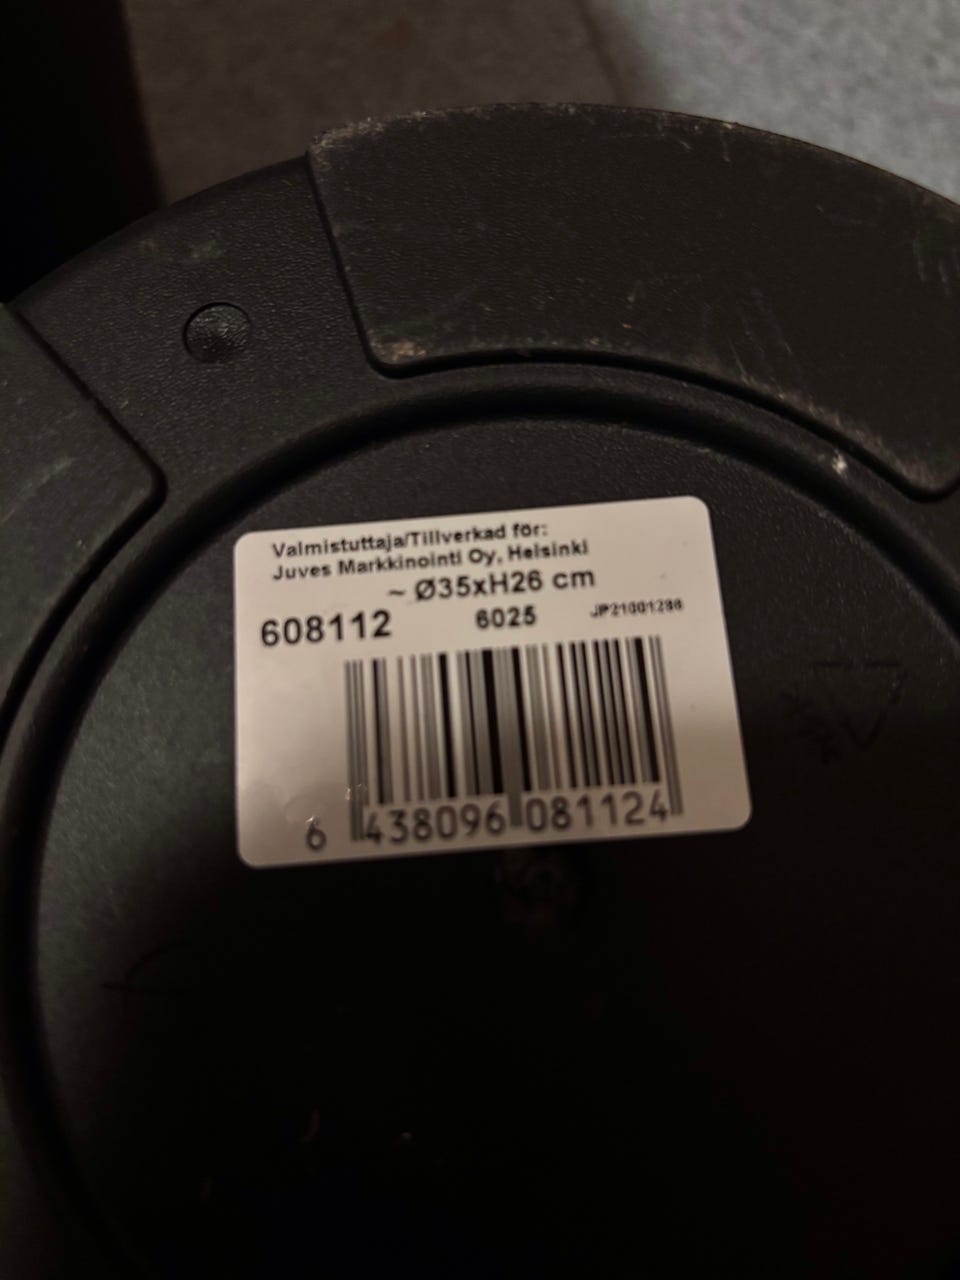 Valmistuttaja/Tillverkad för:
Juves Markkinointi Oy, Helsinki
~ Ø35xH26 cm
608112 6025 JP21001286
6 438096 081124